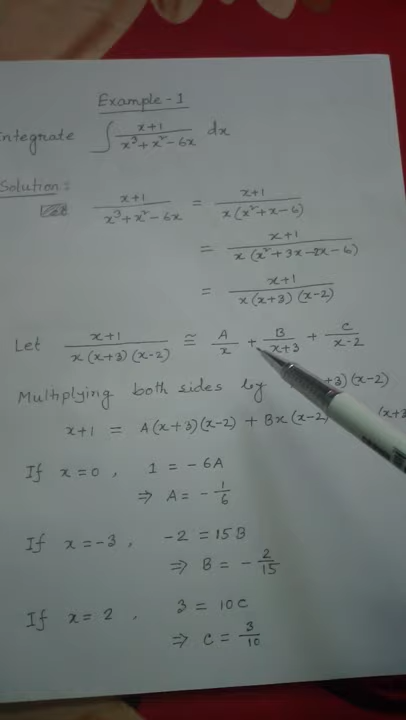 Example-1
Integrate ∫ (x+1)/(x³+x²-6x) dx
Solution:
(x+1)/(x³+x²-6x) = (x+1)/(x(x²+x-6))
= (x+1)/(x(x²+3x-2x-6))
= (x+1)/(x(x+3)(x-2))
Let (x+1)/(x(x+3)(x-2)) ≅ A/x + B/(x+3) + C/(x-2)
Multiplying both sides by +3)(x-2)
x+1 = A(x+3)(x-2) + Bx(x-2) (x+3
If x=0, 1 = -6A
⇒ A = -1/6
If x=-3, -2 = 15B
⇒ B = -2/15
If x=2, 3 = 10C
⇒ C = 3/10